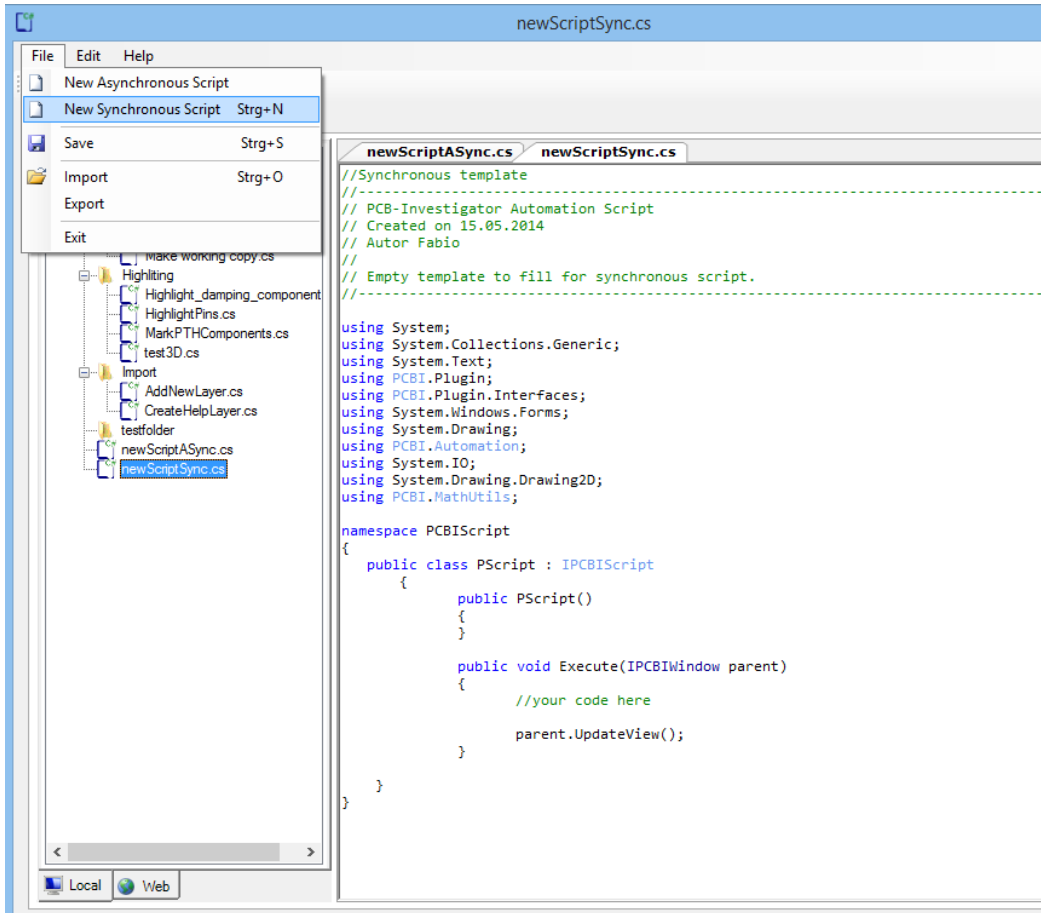 newScriptSync.cs
File Edit Help
New Asynchronous Script
New Synchronous Script Strg+N
Save Strg+S
Import Strg+O
Export
Exit
Make working copy.cs
Highliting
Highlight_damping_component
HighlightPins.cs
MarkPTHComponents.cs
test3D.cs
Import
AddNewLayer.cs
CreateHelpLayer.cs
testfolder
newScriptASync.cs
newScriptSync.cs
Local Web
newScriptASync.cs newScriptSync.cs
//Synchronous template
//-----------------------------------------------------------------------------------
// PCB-Investigator Automation Script
// Created on 15.05.2014
// Autor Fabio
//
// Empty template to fill for synchronous script.
//-----------------------------------------------------------------------------------
using System;
using System.Collections.Generic;
using System.Text;
using PCBI.Plugin;
using PCBI.Plugin.Interfaces;
using System.Windows.Forms;
using System.Drawing;
using PCBI.Automation;
using System.IO;
using System.Drawing.Drawing2D;
using PCBI.MathUtils;
namespace PCBIScript
{
public class PScript : IPCBIScript
{
public PScript()
{
}
public void Execute(IPCBIWindow parent)
{
//your code here
parent.UpdateView();
}
}
}